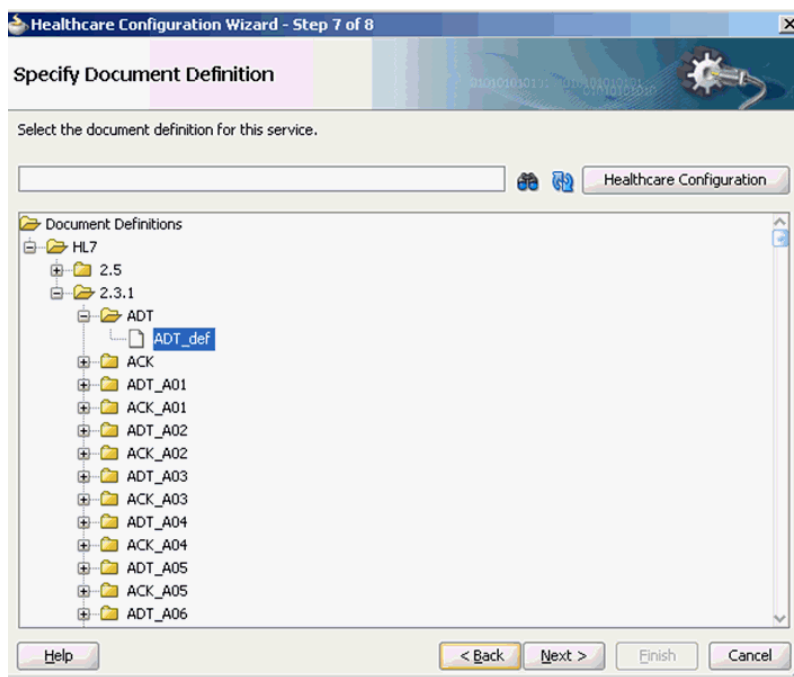 Healthcare Configuration Wizard - Step 7 of 8
Specify Document Definition
Select the document definition for this service.
Healthcare Configuration
Document Definitions
HL7
2.5
2.3.1
ADT
ADT_def
ACK
ADT_A01
ACK_A01
ADT_A02
ACK_A02
ADT_A03
ACK_A03
ADT_A04
ACK_A04
ADT_A05
ACK_A05
ADT_A06
Help
< Back
Next >
Finish
Cancel